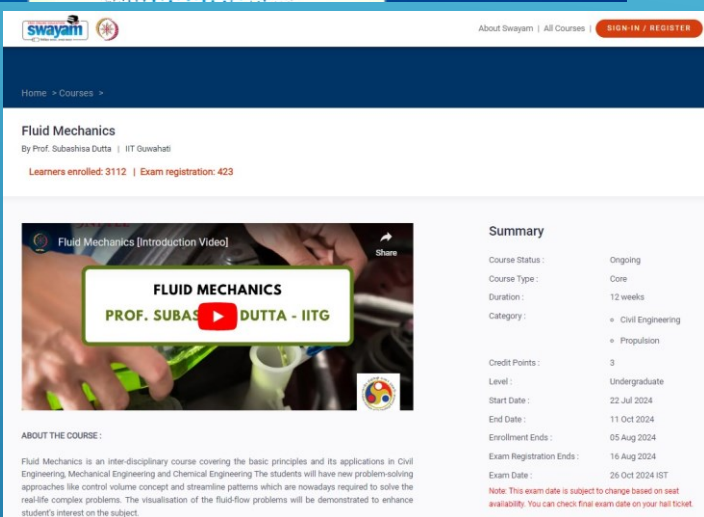 swayam
About Swayam | All Courses | SIGN-IN / REGISTER
Home > Courses >
Fluid Mechanics
By Prof. Subashisa Dutta | IIT Guwahati
Learners enrolled: 3112 | Exam registration: 423
Fluid Mechanics [Introduction Video]
Share
FLUID MECHANICS
PROF. SUBAS DUTTA - IITG
ABOUT THE COURSE :
Fluid Mechanics is an inter-disciplinary course covering the basic principles and its applications in Civil
Engineering, Mechanical Engineering and Chemical Engineering The students will have new problem-solving
approaches like control volume concept and streamline patterns which are nowadays required to solve the
real-life complex problems. The visualisation of the fluid-flow problems will be demonstrated to enhance
student's interest on the subject.
Summary
Course Status : Ongoing
Course Type : Core
Duration : 12 weeks
Category :
Civil Engineering
Propulsion
Credit Points : 3
Level : Undergraduate
Start Date : 22 Jul 2024
End Date : 11 Oct 2024
Enrollment Ends : 05 Aug 2024
Exam Registration Ends : 16 Aug 2024
Exam Date : 26 Oct 2024 IST
Note: This exam date is subject to change based on seat
availability. You can check final exam date on your hall ticket.